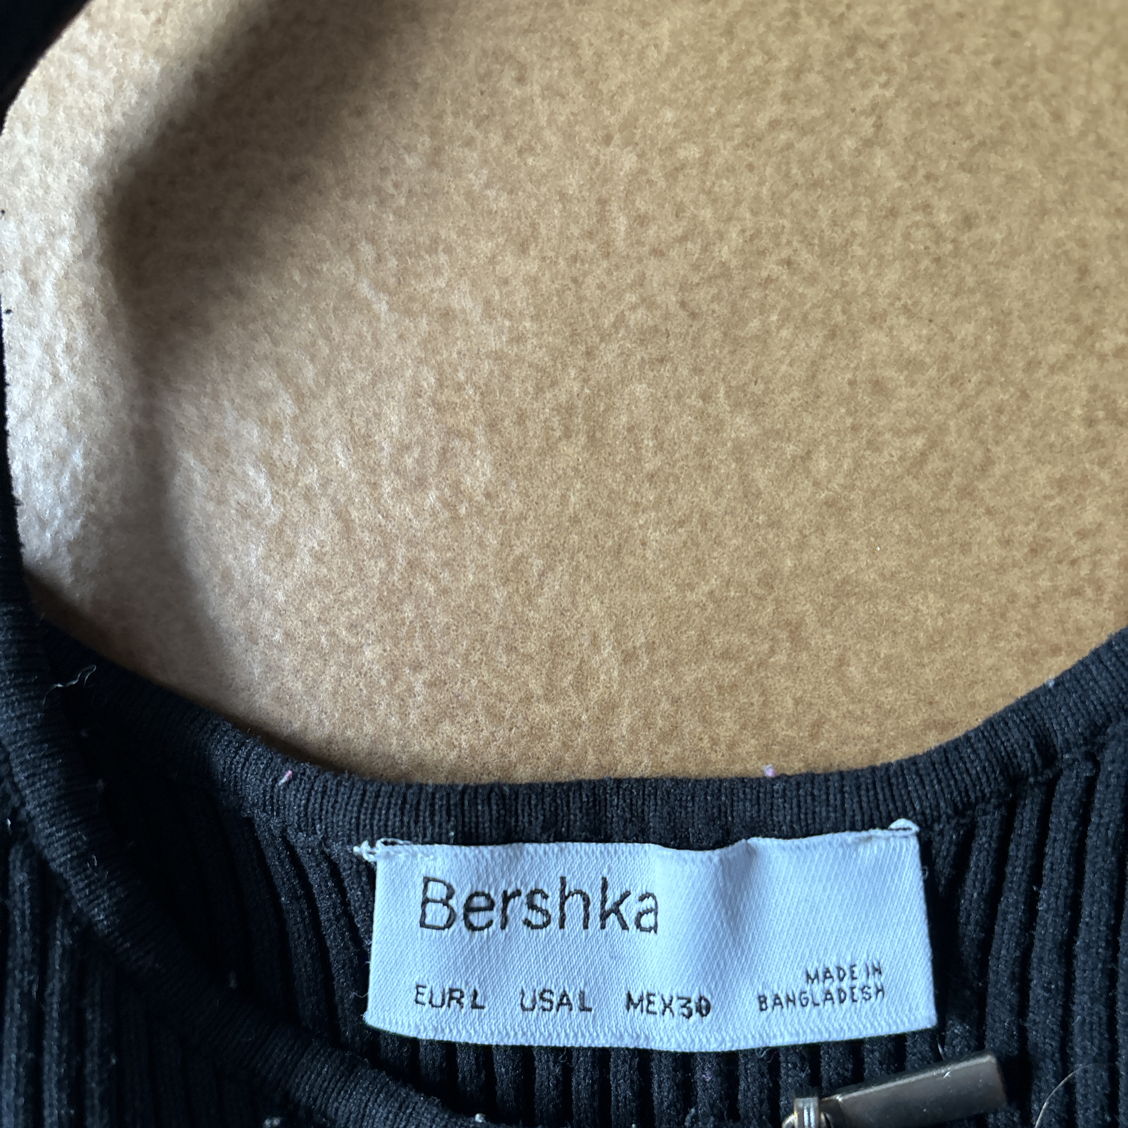 Bershka
EUR L USA L MEX 30
MADE IN
BANGLADESH